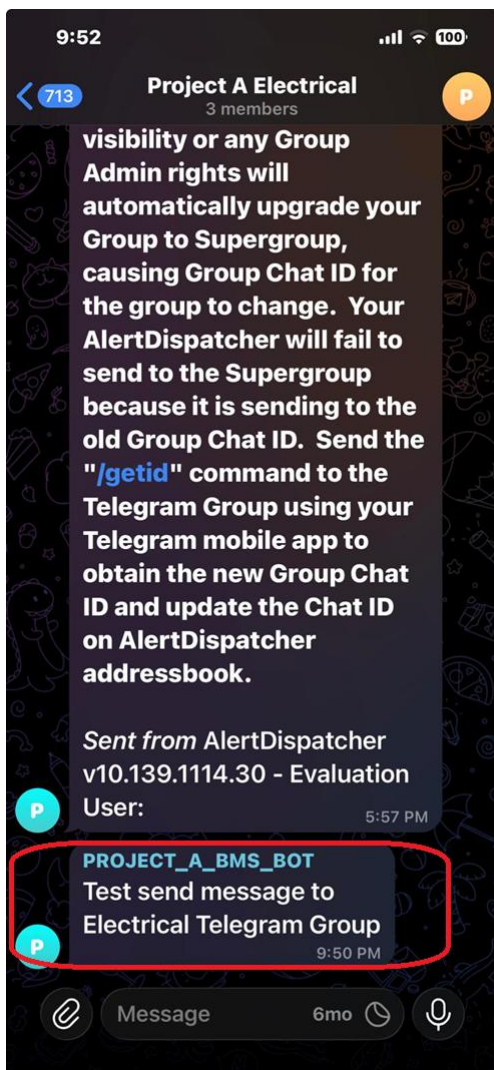 9:52
100
713
Project A Electrical
3 members
P
visibility or any Group
Admin rights will
automatically upgrade your
Group to Supergroup,
causing Group Chat ID for
the group to change. Your
AlertDispatcher will fail to
send to the Supergroup
because it is sending to the
old Group Chat ID. Send the
"/getid" command to the
Telegram Group using your
Telegram mobile app to
obtain the new Group Chat
ID and update the Chat ID
on AlertDispatcher
addressbook.
Sent from AlertDispatcher
v10.139.1114.30 - Evaluation
User:
5:57 PM
P
PROJECT_A_BMS_BOT
Test send message to
Electrical Telegram Group
9:50 PM
P
Message
6mo